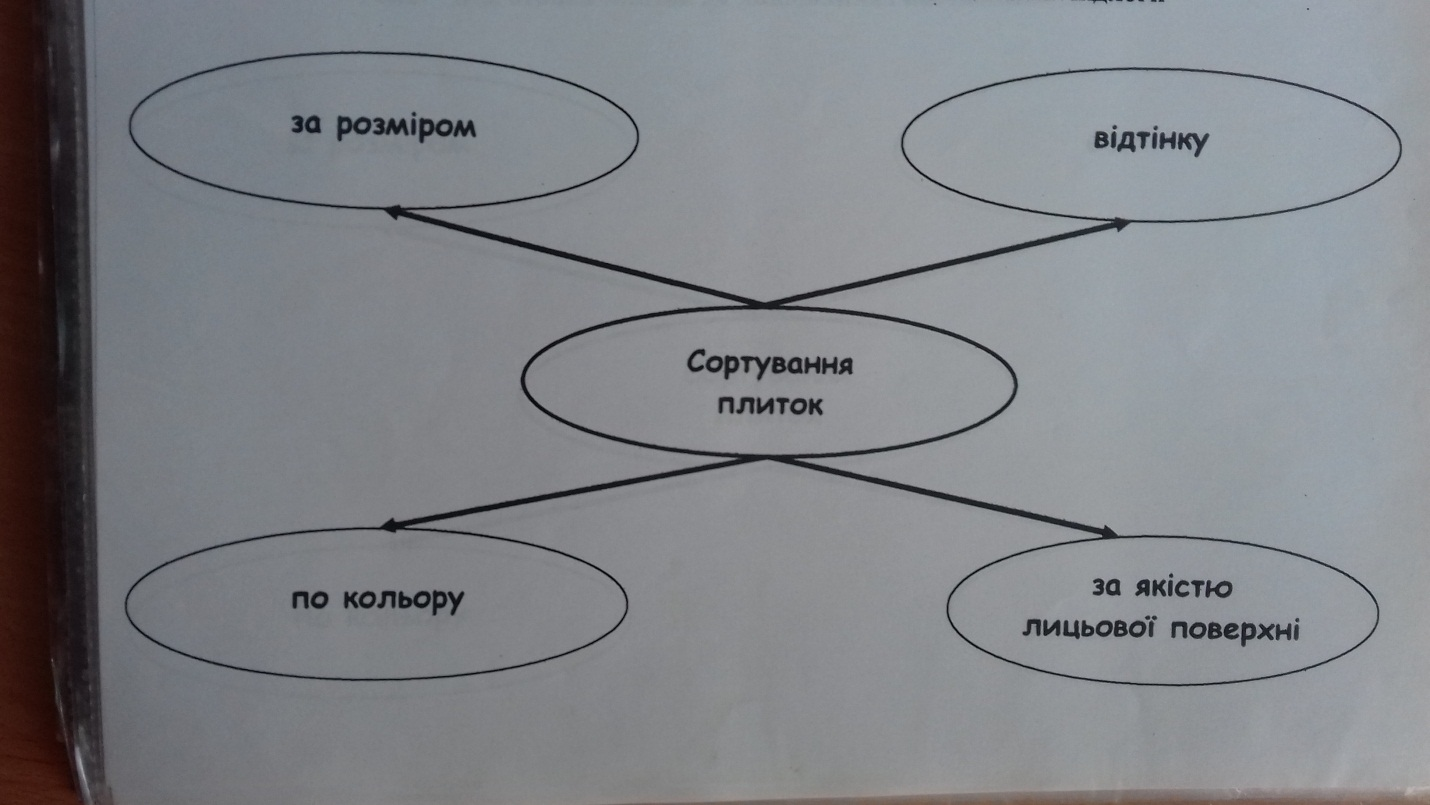 за розміром
відтінку
Сортування
плиток
по кольору
за якістю
лицьової поверхні